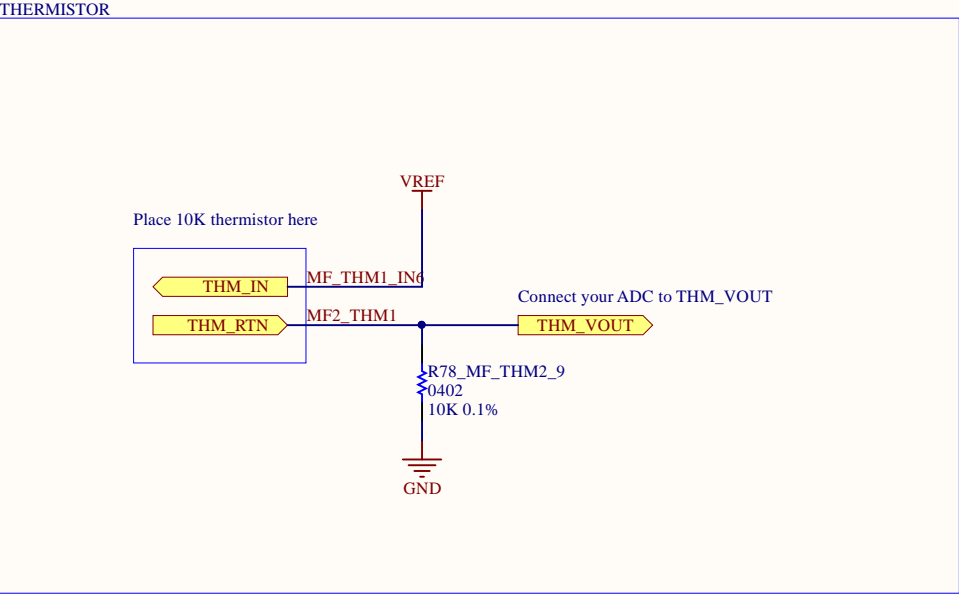 THERMISTOR
VREF
Place 10K thermistor here
THM_IN
MF_THM1_IN6
Connect your ADC to THM_VOUT
THM_RTN
MF2_THM1
THM_VOUT
R78_MF_THM2_9
0402
10K 0.1%
GND